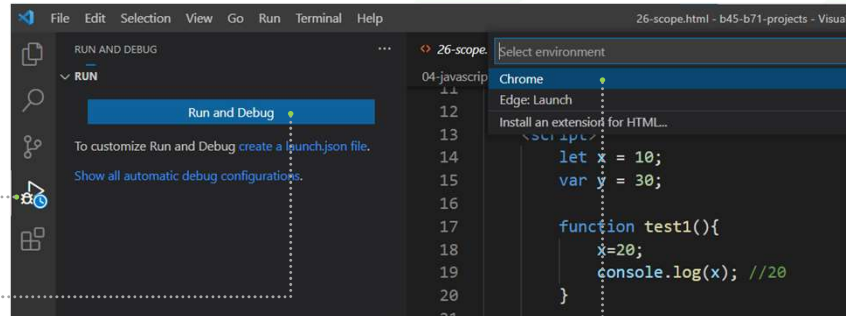 File Edit Selection View Go Run Terminal Help
26-scope.html - b45-b71-projects - Visua
RUN AND DEBUG
RUN
Run and Debug
To customize Run and Debug create a launch.json file.
Show all automatic debug configurations.
26-scope.
Select environment
04-javascrip
Chrome
Edge: Launch
Install an extension for HTML...
11
12
13 <script>
14 let x = 10;
15 var y = 30;
16
17 function test1(){
18 x=20;
19 console.log(x); //20
20 }
21